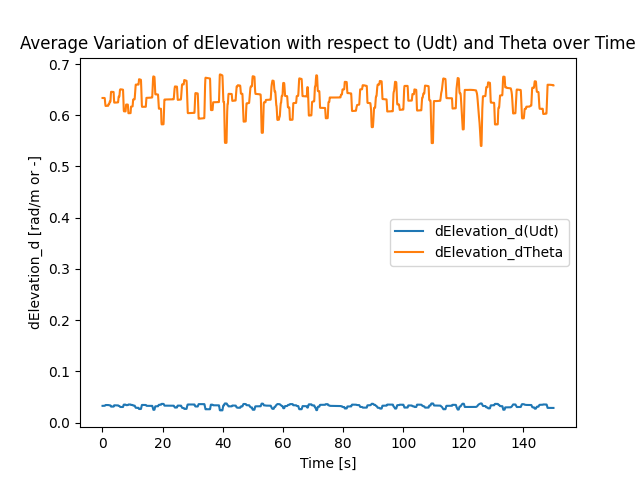 Average Variation of dElevation with respect to (Udt) and Theta over Time
dElevation_d [rad/m or -]
0.7
0.6
0.5
0.4
0.3
0.2
0.1
0.0
dElevation_d(Udt)
dElevation_dTheta
0 20 40 60 80 100 120 140
Time [s]